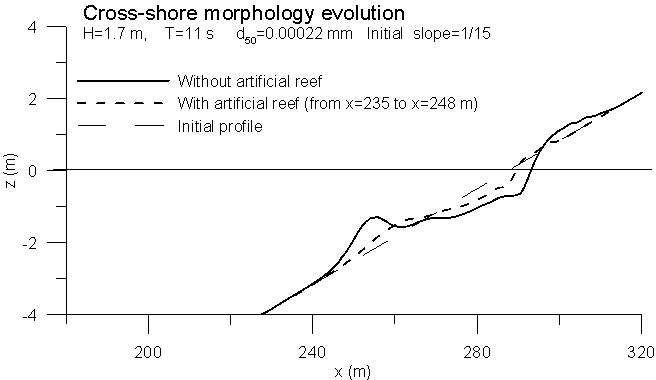 Cross-shore morphology evolution
H=1.7 m, T=11 s d50=0.00022 mm Initial slope=1/15
Without artificial reef
With artificial reef (from x=235 to x=248 m)
Initial profile
4
2
0
-2
-4
z (m)
200 240 280 320
x (m)